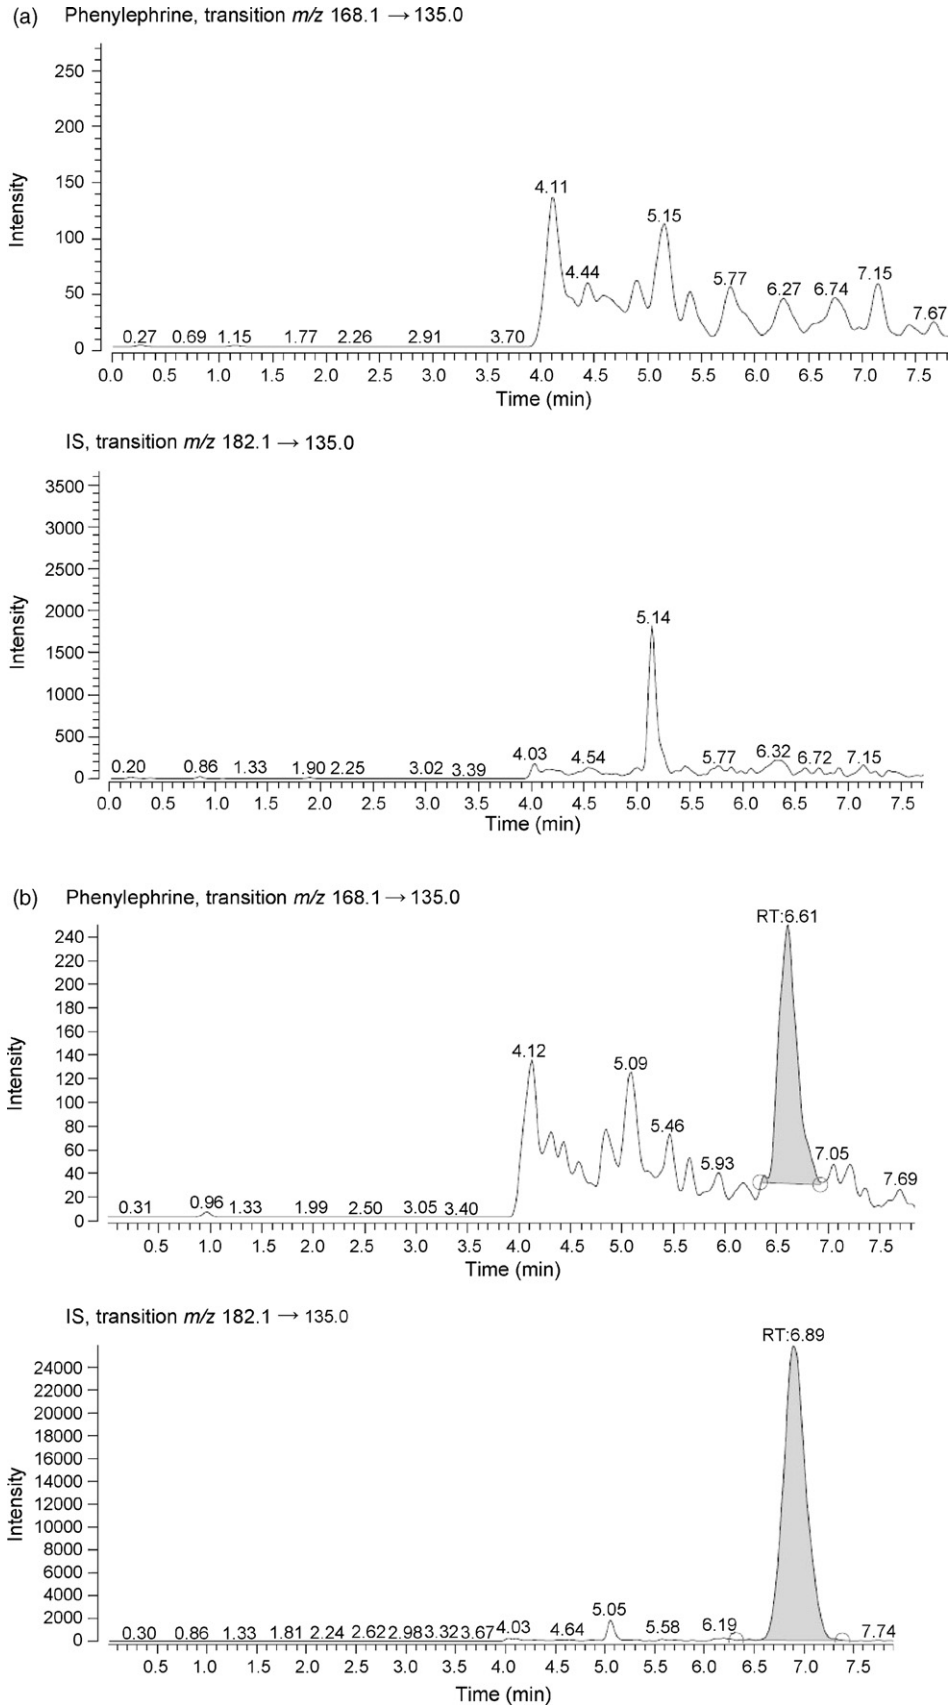 (a) Phenylephrine, transition m/z 168.1 → 135.0
Intensity
250
200
150
100
50
0
4.11
5.15
4.44
5.77
6.27
6.74
7.15
7.67
0.27 0.69 1.15 1.77 2.26 2.91 3.70
0.0 0.5 1.0 1.5 2.0 2.5 3.0 3.5 4.0 4.5 5.0 5.5 6.0 6.5 7.0 7.5
Time (min)
IS, transition m/z 182.1 → 135.0
Intensity
3500
3000
2500
2000
1500
1000
500
0
5.14
0.20 0.86 1.33 1.90 2.25 3.02 3.39 4.03 4.54 5.77 6.32 6.72 7.15
0.0 0.5 1.0 1.5 2.0 2.5 3.0 3.5 4.0 4.5 5.0 5.5 6.0 6.5 7.0 7.5
Time (min)
(b) Phenylephrine, transition m/z 168.1 → 135.0
Intensity
240
220
200
180
160
140
120
100
80
60
40
20
0
RT:6.61
4.12
5.09
5.46
5.93
7.05
7.69
0.31 0.96 1.33 1.99 2.50 3.05 3.40
0.5 1.0 1.5 2.0 2.5 3.0 3.5 4.0 4.5 5.0 5.5 6.0 6.5 7.0 7.5
Time (min)
IS, transition m/z 182.1 → 135.0
Intensity
24000
22000
20000
18000
16000
14000
12000
10000
8000
6000
4000
2000
0
RT:6.89
5.05
0.30 0.86 1.33 1.81 2.24 2.62 2.98 3.32 3.67 4.03 4.64 5.58 6.19 7.74
0.5 1.0 1.5 2.0 2.5 3.0 3.5 4.0 4.5 5.0 5.5 6.0 6.5 7.0 7.5
Time (min)